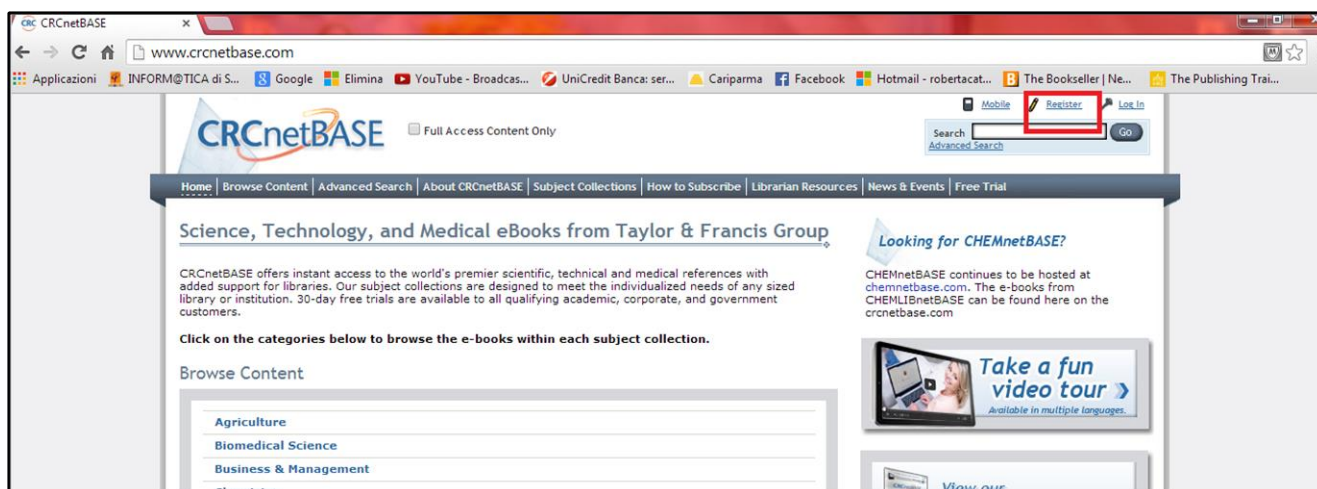 CRC CRCnetBASE
www.crcnetbase.com
Applicazioni INFORM@TICA di S... Google Elimina YouTube - Broadcas... UniCredit Banca: ser... Cariparma Facebook Hotmail - robertacat... The Bookseller | Ne... The Publishing Trai...
Mobile Register Log In
CRCnetBASE Full Access Content Only
Search Go
Advanced Search
Home | Browse Content | Advanced Search | About CRCnetBASE | Subject Collections | How to Subscribe | Librarian Resources | News & Events | Free Trial
Science, Technology, and Medical eBooks from Taylor & Francis Group
CRCnetBASE offers instant access to the world's premier scientific, technical and medical references with
added support for libraries. Our subject collections are designed to meet the individualized needs of any sized
library or institution. 30-day free trials are available to all qualifying academic, corporate, and government
customers.
Click on the categories below to browse the e-books within each subject collection.
Browse Content
Agriculture
Biomedical Science
Business & Management
Looking for CHEMnetBASE?
CHEMnetBASE continues to be hosted at
chemnetbase.com. The e-books from
CHEMLIBnetBASE can be found here on the
crcnetbase.com
Take a fun
video tour
Available in multiple languages.
View our